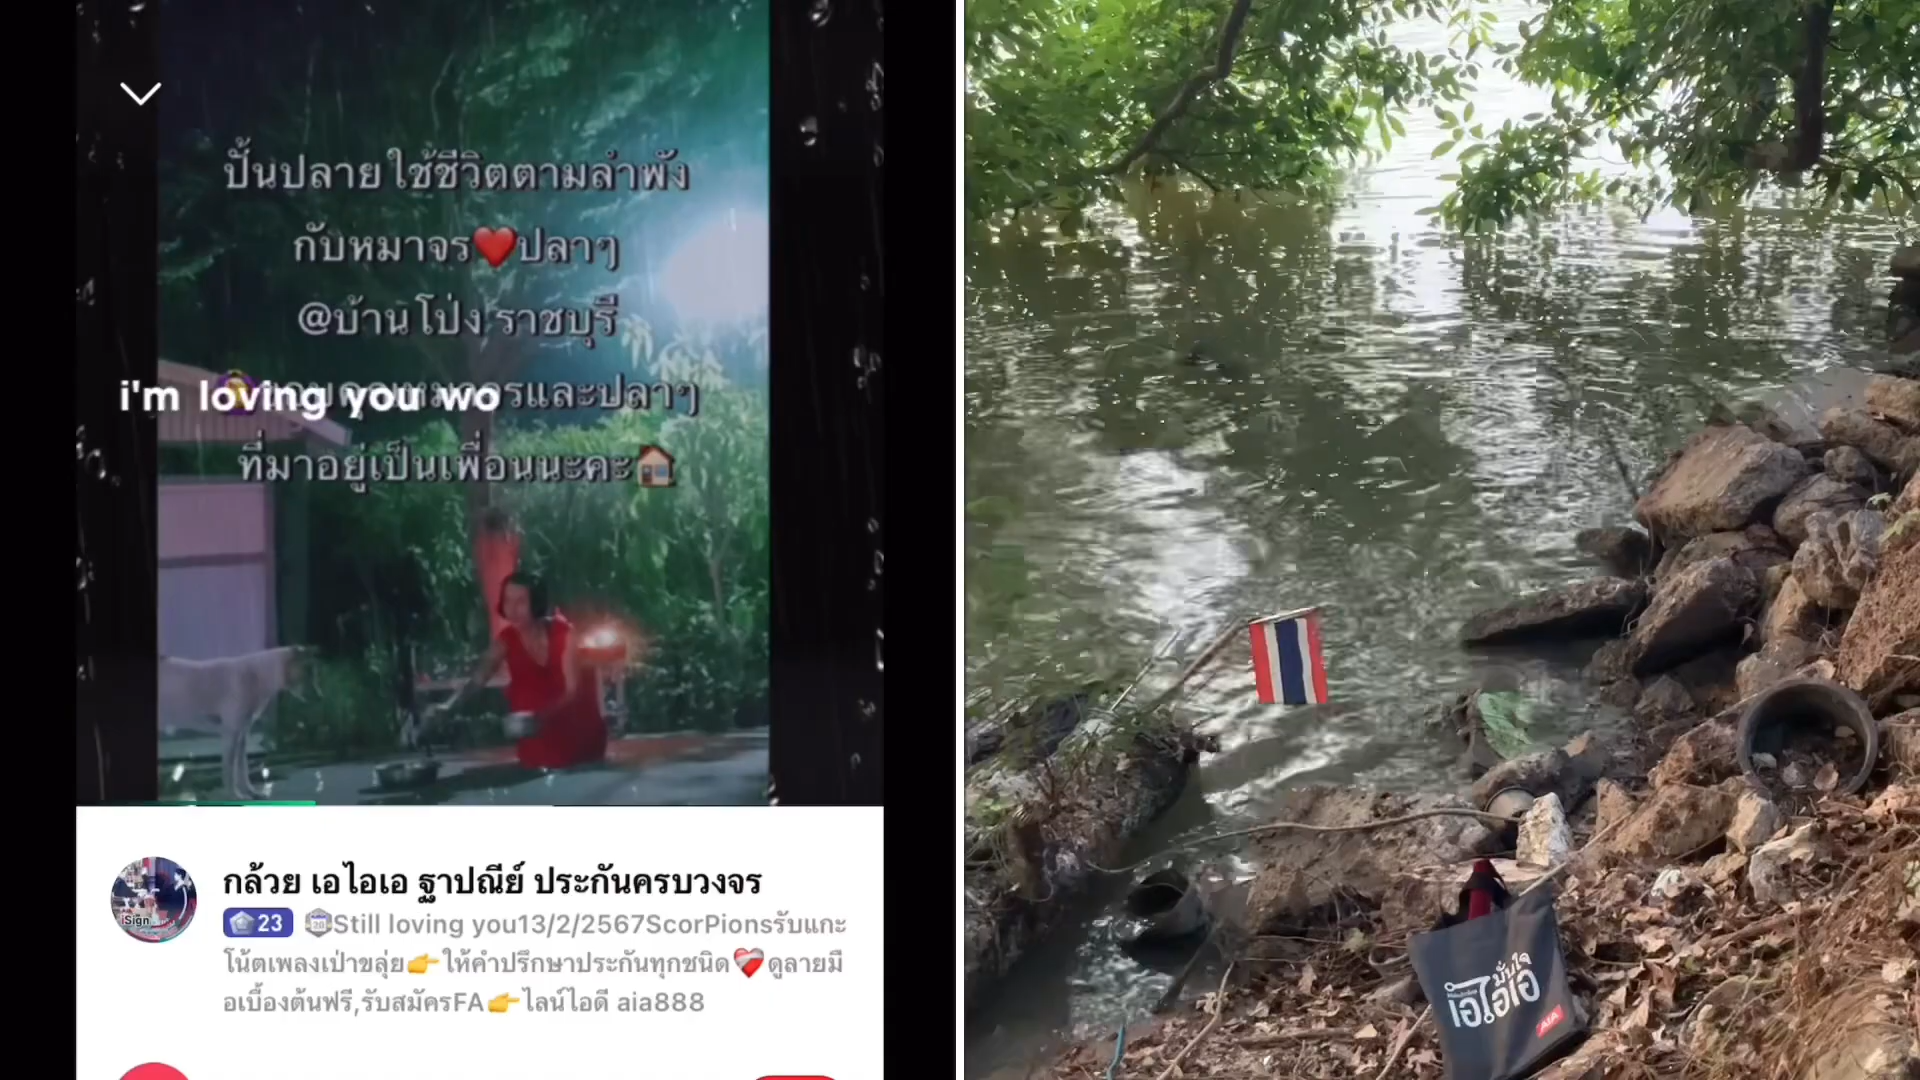 ปั้นปลายใช้ชีวิตตามลำพัง
กับหมาจร❤️ปลาๆ
@บ้านโป่ง ราชบุรี
i'm loving you wo
รและปลาๆ
ที่มาอยู่เป็นเพื่อนนะคะ🏠
iSign
กล้วย เอไอเอ ฐาปณีย์ ประกันครบวงจร
23 Still loving you13/2/2567ScorPionsรับแกะ
โน้ตเพลงเป่าขลุ่ย👉ให้คำปรึกษาประกันทุกชนิด❤️‍🩹ดูลายมื
อเบื้องต้นฟรี,รับสมัครFA👉ไลน์ไอดี aia888
มั่นใจ
เอไอเอ
AIA